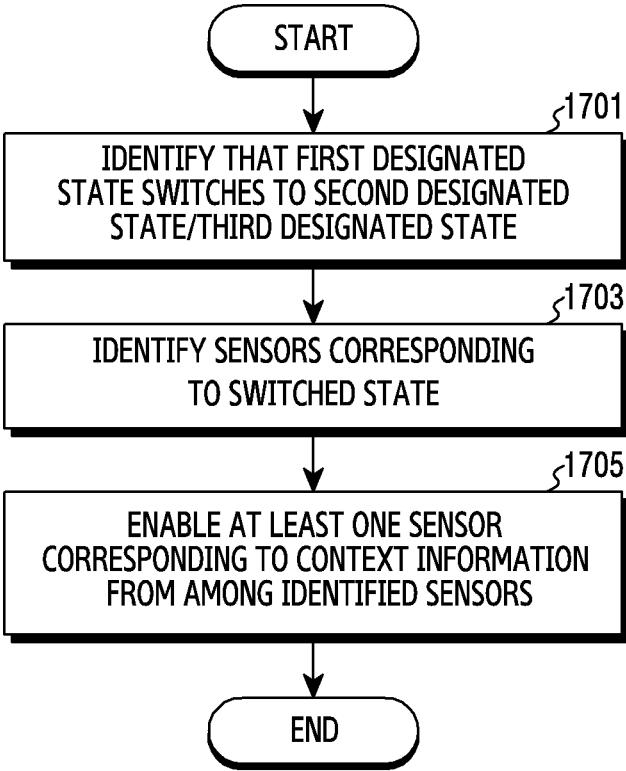 START
1701
IDENTIFY THAT FIRST DESIGNATED
STATE SWITCHES TO SECOND DESIGNATED
STATE/THIRD DESIGNATED STATE
1703
IDENTIFY SENSORS CORRESPONDING
TO SWITCHED STATE
1705
ENABLE AT LEAST ONE SENSOR
CORRESPONDING TO CONTEXT INFORMATION
FROM AMONG IDENTIFIED SENSORS
END